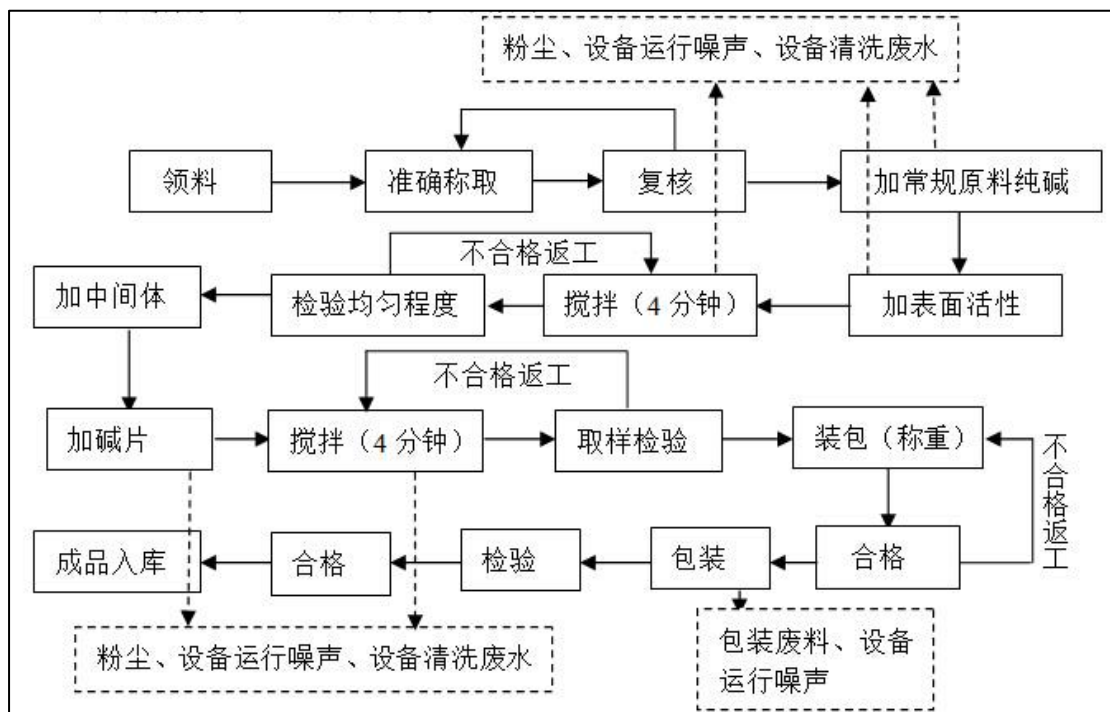 粉尘、设备运行噪声、设备清洗废水
领料
准确称取
复核
加常规原料纯碱
不合格返工
加中间体
检验均匀程度
搅拌（4 分钟）
加表面活性
不合格返工
加碱片
搅拌（4 分钟）
取样检验
装包（称重）
不合格返工
成品入库
合格
检验
包装
合格
粉尘、设备运行噪声、设备清洗废水
包装废料、设备
运行噪声